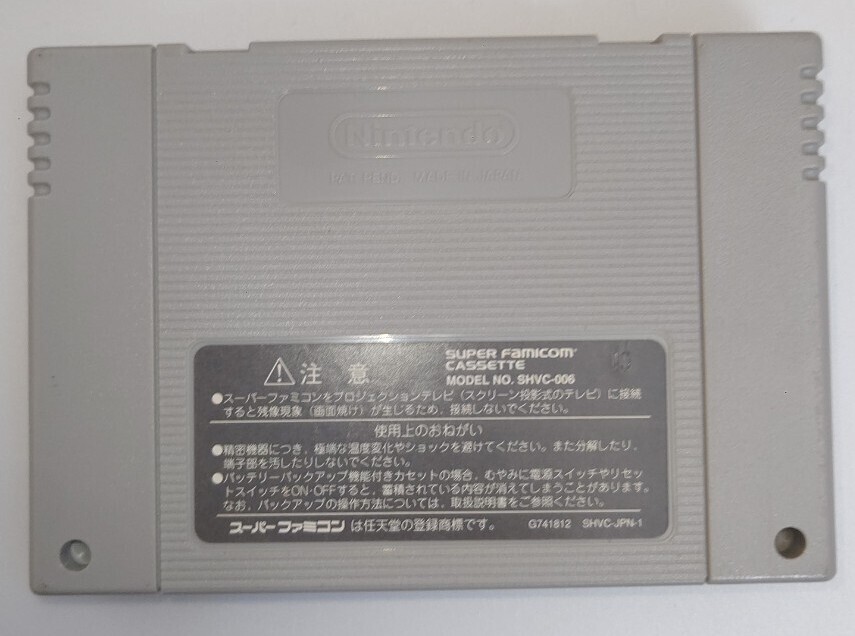 Nintendo
PAT. PEND. MADE IN JAPAN
注意
SUPER FAMICOM
CASSETTE
MODEL NO. SHVC-006
●スーパーファミコンをプロジェクションテレビ（スクリーン投影式のテレビ）に接続
すると残像現象（画面焼け）が生じるため、接続しないでください。
使用上のおねがい
●精密機器につき、極端な温度変化やショックを避けてください。また分解したり、
端子部を汚したりしないでください。
●バッテリーバックアップ機能付きカセットの場合、むやみに電源スイッチやリセッ
トスイッチをON・OFFすると、蓄積されている内容が消えてしまうことがあります。
なお、バックアップの操作方法については、取扱説明書をご参照ください。
スーパーファミコンは任天堂の登録商標です。
G741812 SHVC-JPN-1